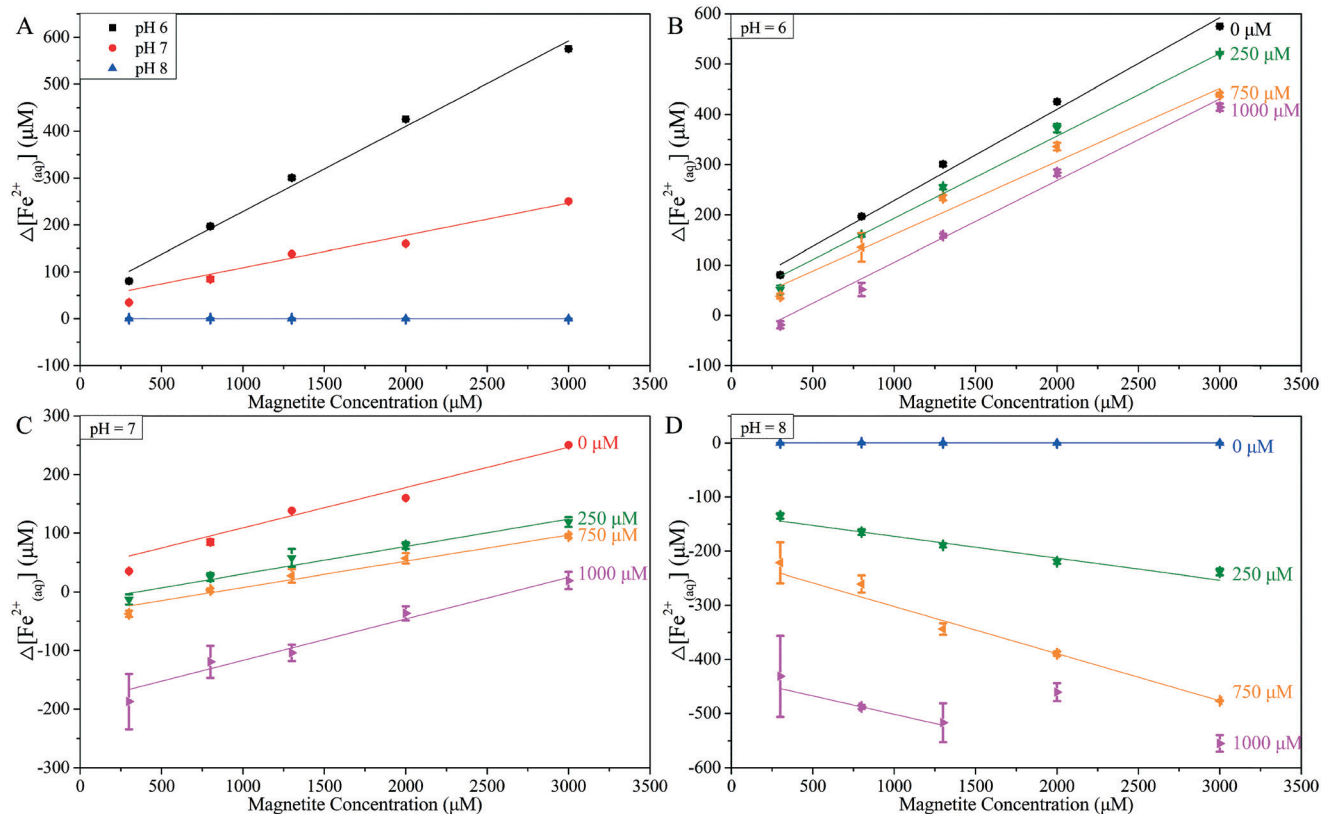 A
pH 6
pH 7
pH 8
600
500
400
300
200
100
0
-100
△[Fe²⁺(aq)] (μM)
0 500 1000 1500 2000 2500 3000 3500
Magnetite Concentration (μM)
B
pH = 6
600
500
400
300
200
100
0
-100
△[Fe²⁺(aq)] (μM)
0 μM
250 μM
750 μM
1000 μM
0 500 1000 1500 2000 2500 3000 3500
Magnetite Concentration (μM)
C
pH = 7
300
200
100
0
-100
-200
-300
△[Fe²⁺(aq)] (μM)
0 μM
250 μM
750 μM
1000 μM
0 500 1000 1500 2000 2500 3000 3500
Magnetite Concentration (μM)
D
pH = 8
0
-100
-200
-300
-400
-500
-600
△[Fe²⁺(aq)] (μM)
0 μM
250 μM
750 μM
1000 μM
0 500 1000 1500 2000 2500 3000 3500
Magnetite Concentration (μM)